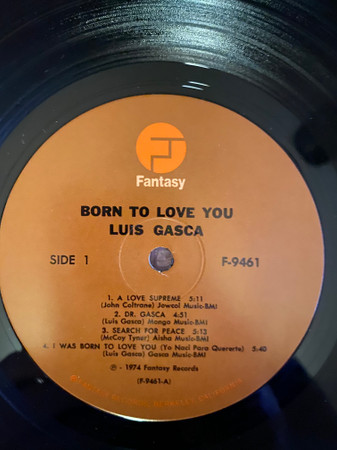 Fantasy
BORN TO LOVE YOU
LUIS GASCA
SIDE 1 F-9461
1. A LOVE SUPREME 5:11
(John Coltrane) Jowcol Music-BMI
2. DR. GASCA 4:51
(Luis Gasca) Mongo Music-BMI
3. SEARCH FOR PEACE 5:13
(McCoy Tyner) Aisha Music-BMI
4. I WAS BORN TO LOVE YOU (Yo Naci Para Quererte) 5:40
(Luis Gasca) Gasca Music-BMI
℗ - 1974 Fantasy Records
(F-9461-A)